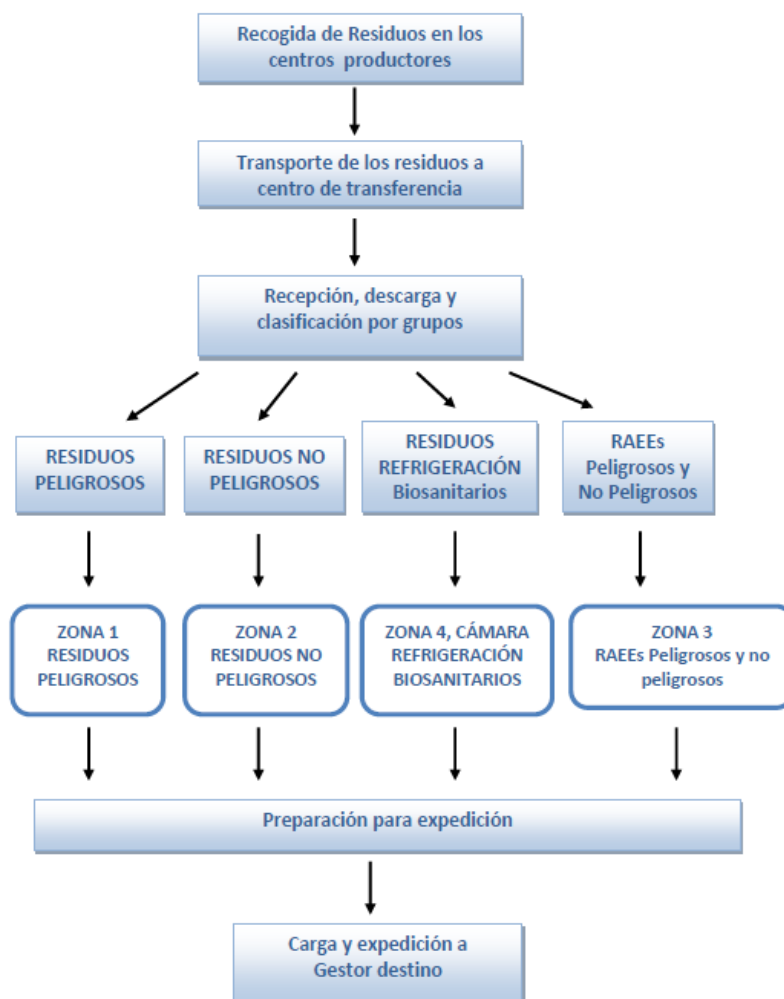 Recogida de Residuos en los
centros productores
Transporte de los residuos a
centro de transferencia
Recepción, descarga y
clasificación por grupos
RESIDUOS
PELIGROSOS
RESIDUOS NO
PELIGROSOS
RESIDUOS
REFRIGERACIÓN
Biosanitarios
RAEEs
Peligrosos y
No Peligrosos
ZONA 1
RESIDUOS
PELIGROSOS
ZONA 2
RESIDUOS NO
PELIGROSOS
ZONA 4, CÁMARA
REFRIGERACIÓN
BIOSANITARIOS
ZONA 3
RAEEs Peligrosos y no
peligrosos
Preparación para expedición
Carga y expedición a
Gestor destino